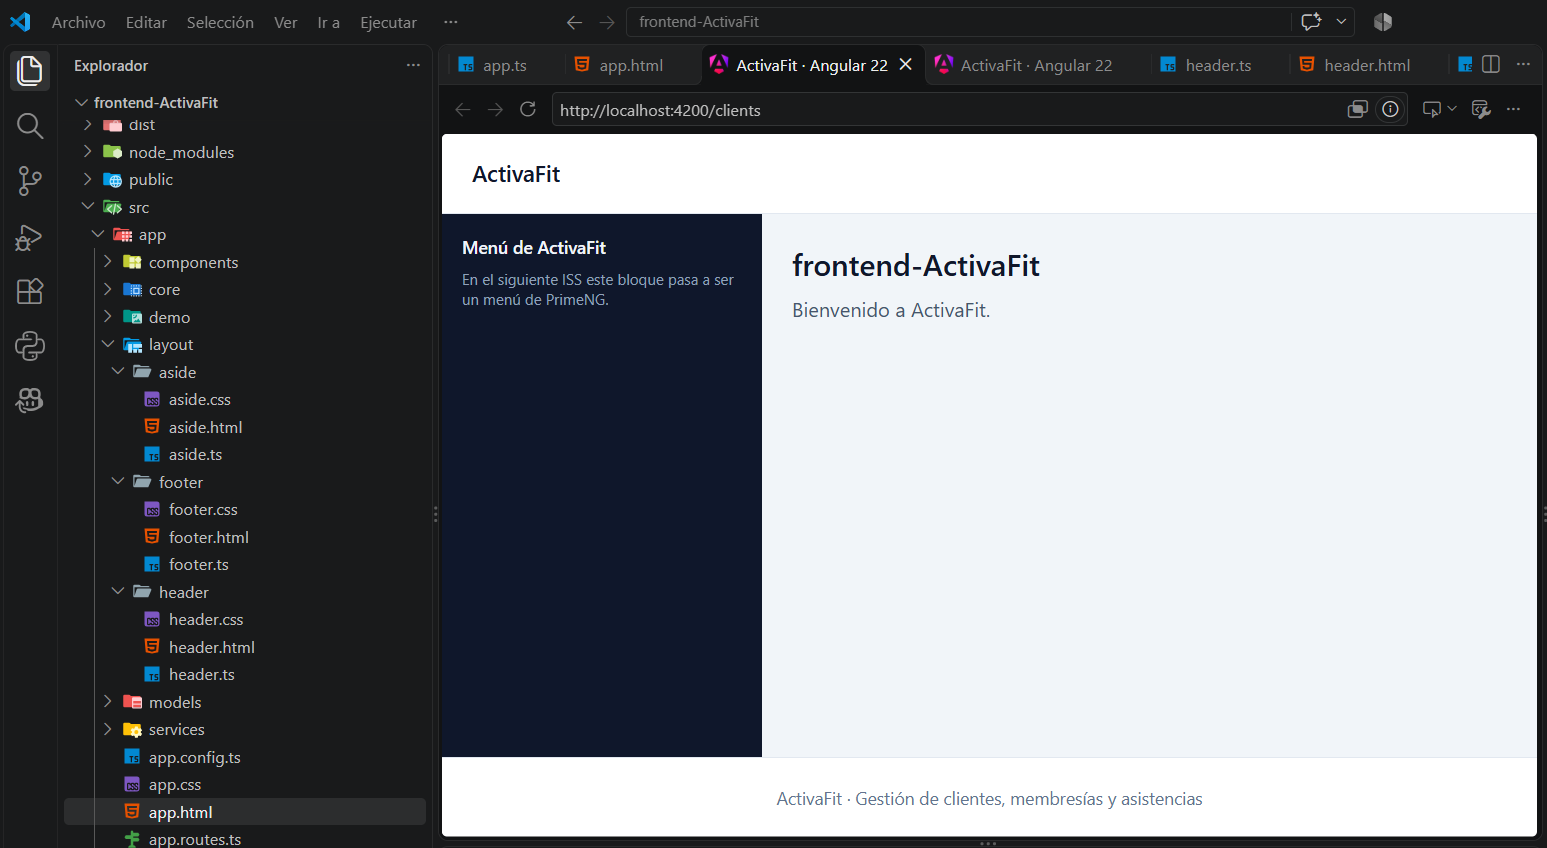 Archivo Editar Selección Ver Ir a Ejecutar ···
frontend-ActivaFit
Explorador ···
app.ts
app.html
ActivaFit · Angular 22
ActivaFit · Angular 22
header.ts
header.html
http://localhost:4200/clients
frontend-ActivaFit
dist
node_modules
public
src
app
components
core
demo
layout
aside
aside.css
aside.html
aside.ts
footer
footer.css
footer.html
footer.ts
header
header.css
header.html
header.ts
models
services
app.config.ts
app.css
app.html
app.routes.ts
ActivaFit
Menú de ActivaFit
En el siguiente ISS este bloque pasa a ser
un menú de PrimeNG.
frontend-ActivaFit
Bienvenido a ActivaFit.
ActivaFit · Gestión de clientes, membresías y asistencias